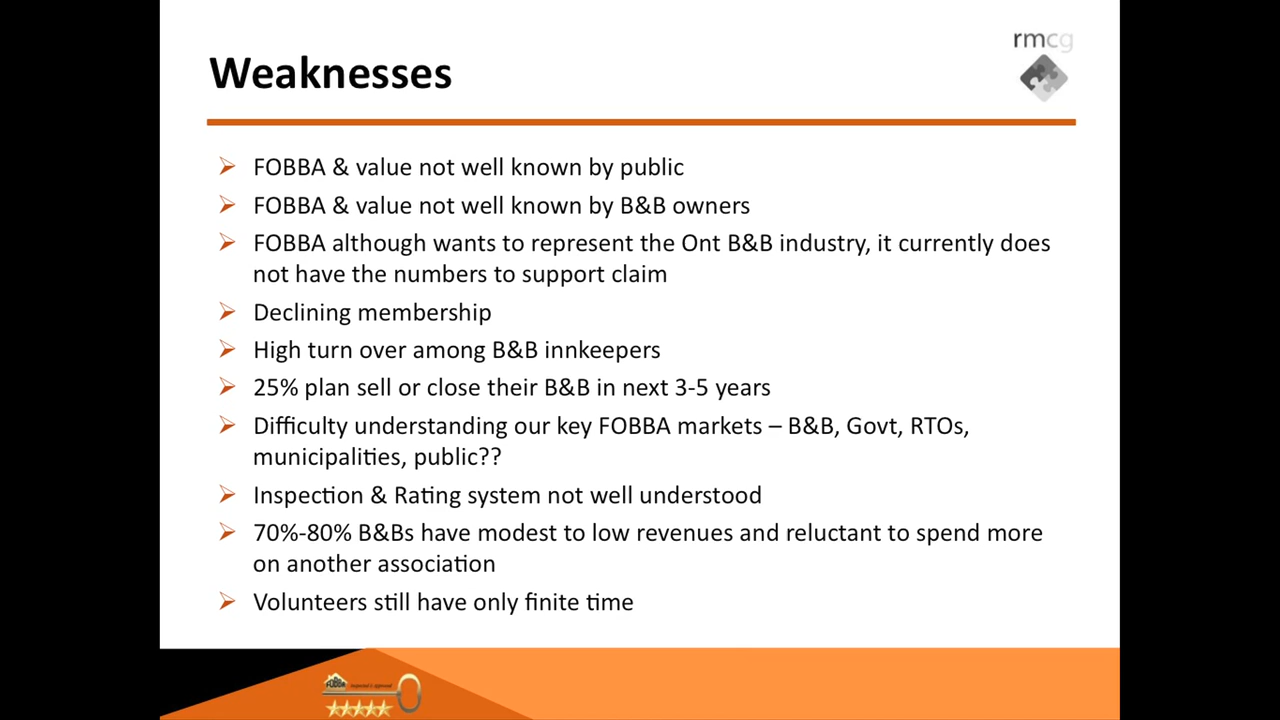 rmcg
Weaknesses
FOBBA & value not well known by public
FOBBA & value not well known by B&B owners
FOBBA although wants to represent the Ont B&B industry, it currently does
not have the numbers to support claim
Declining membership
High turn over among B&B innkeepers
25% plan sell or close their B&B in next 3-5 years
Difficulty understanding our key FOBBA markets – B&B, Govt, RTOs,
municipalities, public??
Inspection & Rating system not well understood
70%-80% B&Bs have modest to low revenues and reluctant to spend more
on another association
Volunteers still have only finite time
FOBBA